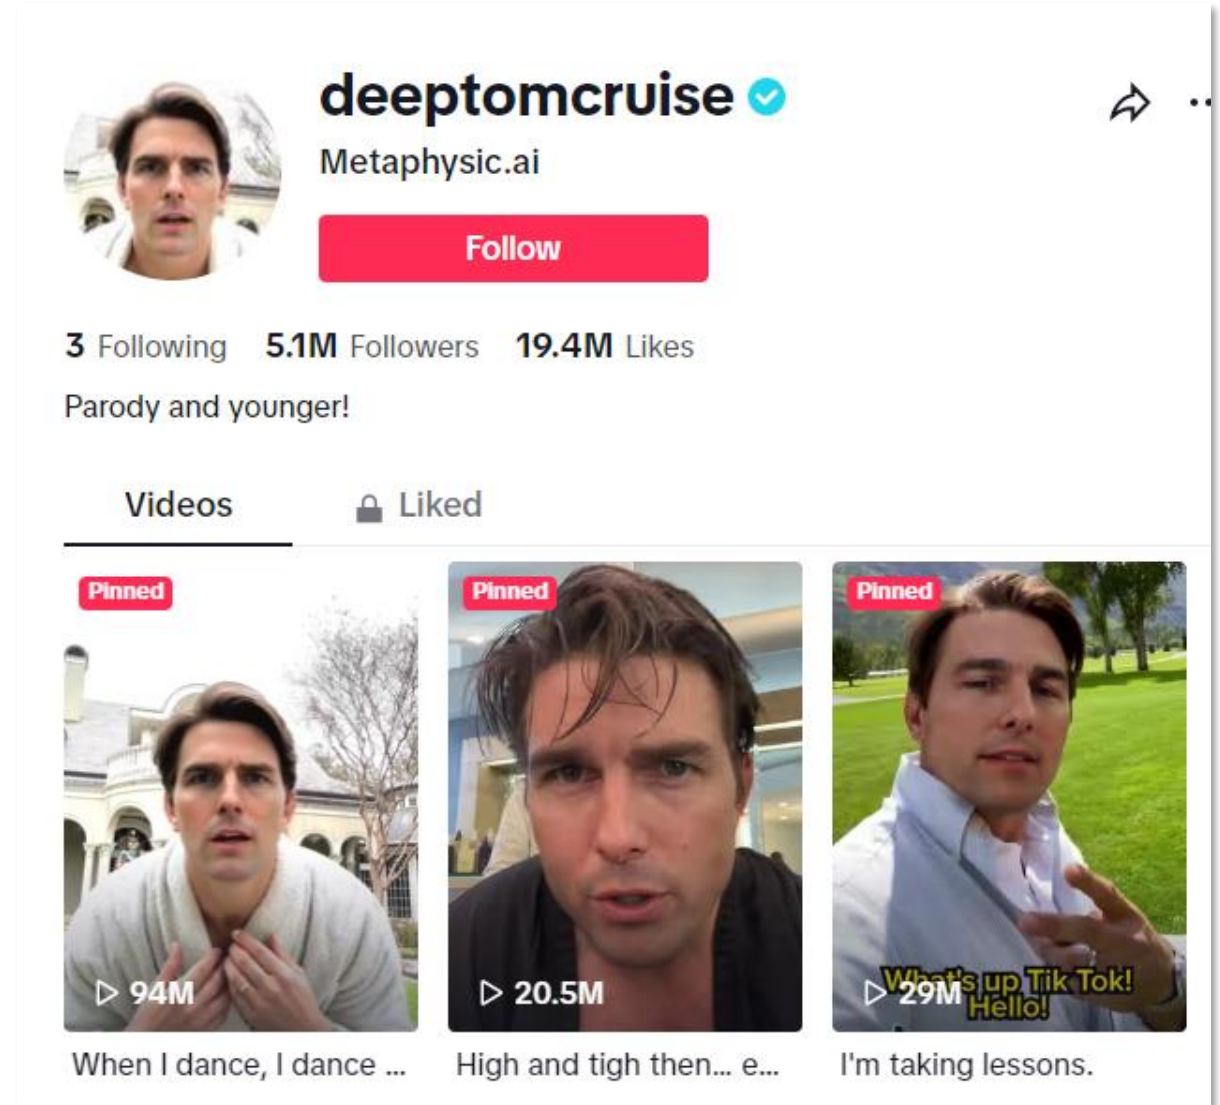 deeptomcruise
Metaphysic.ai
Follow
3 Following 5.1M Followers 19.4M Likes
Parody and younger!
Videos Liked
Pinned Pinned Pinned
What's up Tik Tok!
Hello!
94M 20.5M 29M
When I dance, I dance ... High and tigh then... e... I'm taking lessons.